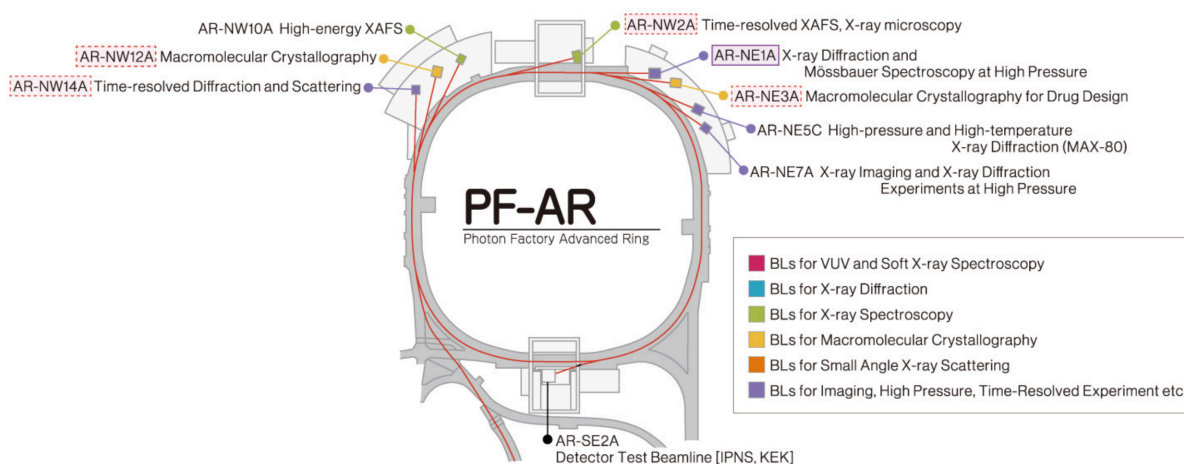 AR-NW10A High-energy XAFS
AR-NW12A Macromolecular Crystallography
AR-NW14A Time-resolved Diffraction and Scattering
AR-NW2A Time-resolved XAFS, X-ray microscopy
AR-NE1A X-ray Diffraction and
Mössbauer Spectroscopy at High Pressure
AR-NE3A Macromolecular Crystallography for Drug Design
AR-NE5C High-pressure and High-temperature
X-ray Diffraction (MAX-80)
AR-NE7A X-ray Imaging and X-ray Diffraction
Experiments at High Pressure
PF-AR
Photon Factory Advanced Ring
BLs for VUV and Soft X-ray Spectroscopy
BLs for X-ray Diffraction
BLs for X-ray Spectroscopy
BLs for Macromolecular Crystallography
BLs for Small Angle X-ray Scattering
BLs for Imaging, High Pressure, Time-Resolved Experiment etc
AR-SE2A
Detector Test Beamline [IPNS, KEK]